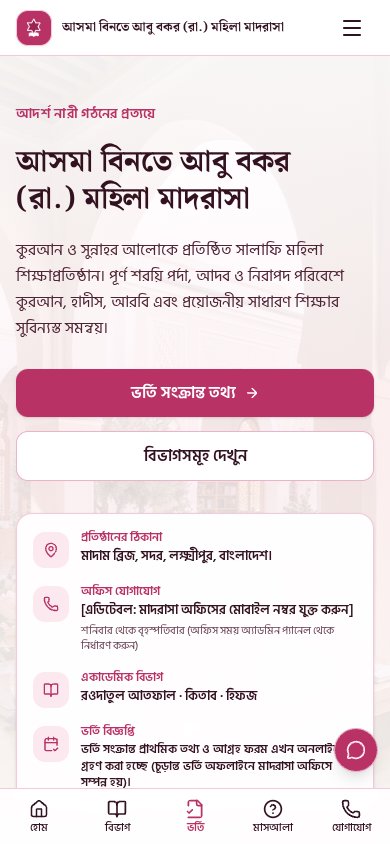 আসমা বিনতে আবু বকর (রা.) মহিলা মাদরাসা
আদর্শ নারী গঠনের প্রত্যয়ে
আসমা বিনতে আবু বকর
(রা.) মহিলা মাদরাসা
কুরআন ও সুন্নাহর আলোকে প্রতিষ্ঠিত সালাফি মহিলা
শিক্ষাপ্রতিষ্ঠান। পূর্ণ শরয়ি পর্দা, আদব ও নিরাপদ পরিবেশে
কুরআন, হাদীস, আরবি এবং প্রয়োজনীয় সাধারণ শিক্ষার
সুবিন্যস্ত সমন্বয়।
ভর্তি সংক্রান্ত তথ্য →
বিভাগসমূহ দেখুন
প্রতিষ্ঠানের ঠিকানা
মাদাম ব্রিজ, সদর, লক্ষ্মীপুর, বাংলাদেশ।
অফিস যোগাযোগ
[এডিটেবল: মাদরাসা অফিসের মোবাইল নম্বর যুক্ত করুন]
শনিবার থেকে বৃহস্পতিবার (অফিস সময় অ্যাডমিন প্যানেল থেকে
নির্ধারণ করুন)
একাডেমিক বিভাগ
রওদাতুল আতফাল · কিতাব · হিফজ
ভর্তি বিজ্ঞপ্তি
ভর্তি সংক্রান্ত প্রাথমিক তথ্য ও আগ্রহ ফরম এখন
গ্রহণ করা হচ্ছে (চূড়ান্ত ভর্তি অফলাইনে মাদরাসা অফিসে
সম্পন্ন হয়)।
হোম
বিভাগ
ভর্তি
মাসআলা
যোগাযোগ